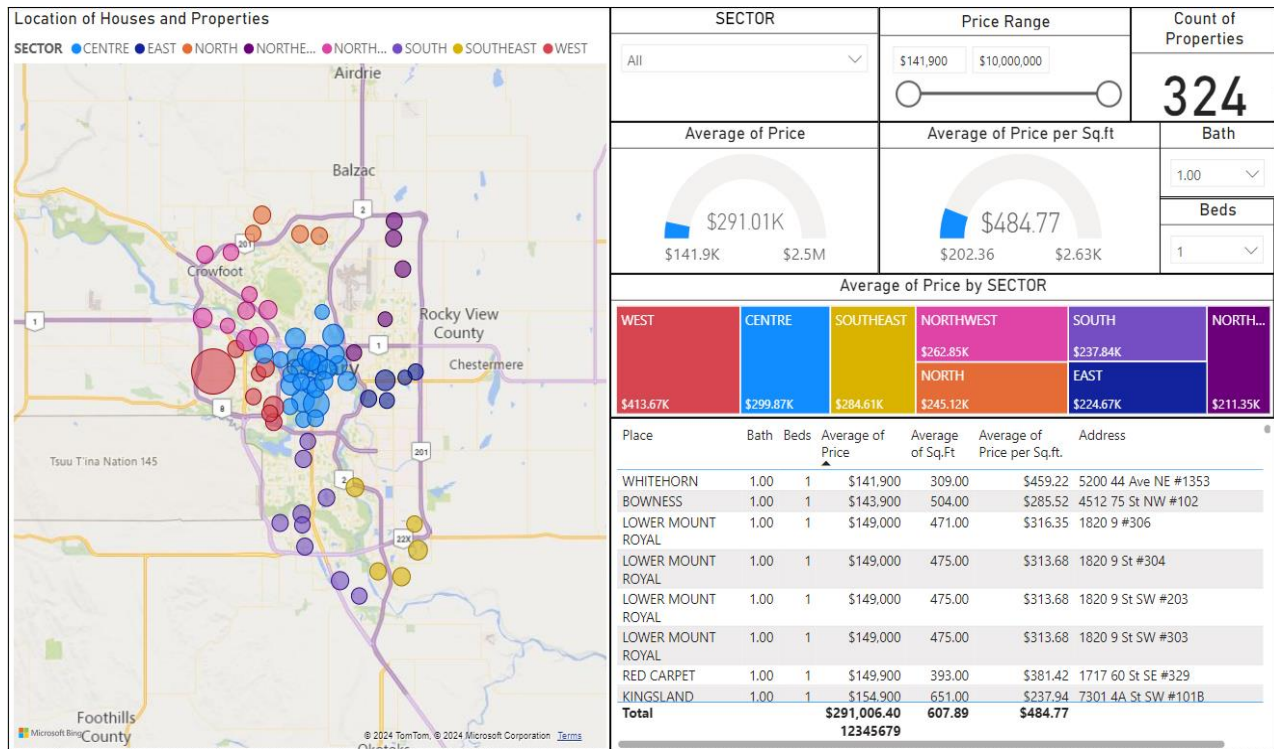 Location of Houses and Properties
SECTOR CENTRE EAST NORTH NORTHE... NORTH... SOUTH SOUTHEAST WEST
Airdrie
Balzac
2
201
Crowfoot
1
Rocky View
County
1
Chestermere
8
Tsuu T'ina Nation 145
201
2
22X
Foothills
County
Microsoft Bing
© 2024 TomTom, © 2024 Microsoft Corporation Terms
Okotoks
SECTOR
All
Price Range
$141,900 $10,000,000
Count of
Properties
324
Average of Price
$291.01K
$141.9K $2.5M
Average of Price per Sq.ft
$484.77
$202.36 $2.63K
Bath
1.00
Beds
1
Average of Price by SECTOR
WEST
$413.67K
CENTRE
$299.87K
SOUTHEAST
$284.61K
NORTHWEST
$262.85K
NORTH
$245.12K
SOUTH
$237.84K
EAST
$224.67K
NORTH...
$211.35K
Place Bath Beds Average of Price Average of Sq.Ft Average of Price per Sq.ft. Address
WHITEHORN 1.00 1 $141,900 309.00 $459.22 5200 44 Ave NE #1353
BOWNESS 1.00 1 $143,900 504.00 $285.52 4512 75 St NW #102
LOWER MOUNT ROYAL 1.00 1 $149,000 471.00 $316.35 1820 9 #306
LOWER MOUNT ROYAL 1.00 1 $149,000 475.00 $313.68 1820 9 St #304
LOWER MOUNT ROYAL 1.00 1 $149,000 475.00 $313.68 1820 9 St SW #203
LOWER MOUNT ROYAL 1.00 1 $149,000 475.00 $313.68 1820 9 St SW #303
RED CARPET 1.00 1 $149,900 393.00 $381.42 1717 60 St SE #329
KINGSLAND 1.00 1 $154,900 651.00 $237.94 7301 4A St SW #101B
Total $291,006.40 607.89 $484.77
12345679